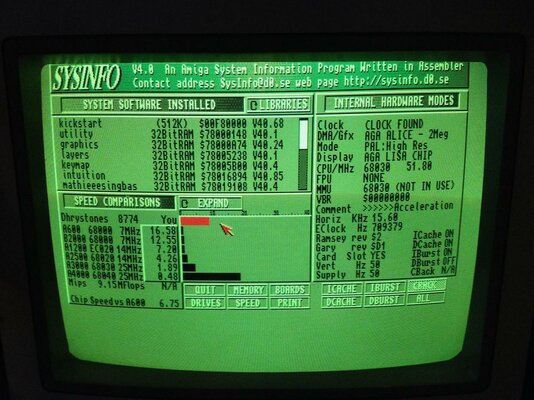 SYSINFO
V4.0 An Amiga System Information Program Written in Assembler
Contact address SysInfo@d0.se web page http://sysinfo.d0.se
SYSTEM SOFTWARE INSTALLED
LIBRARIES
kickstart (512K) $00F80000 V40.68
utility 32BitRAM $78000148 V40.1
graphics 32BitRAM $78000A74 V40.24
layers 32BitRAM $78005238 V40.1
keymap 32BitRAM $78005B00 V40.4
intuition 32BitRAM $78016894 V40.85
mathieeesingbas 32BitRAM $78019108 V40.4
INTERNAL HARDWARE MODES
Clock CLOCK FOUND
DMA/Gfx AGA ALICE - 2Meg
Mode PAL:High Res
Display AGA LISA CHIP
CPU/MHz 68030 51.80
FPU NONE
MMU 68030 (NOT IN USE)
VBR $00000000
Comment >>>>>>Acceleration
Horiz KHz 15.60
EClock Hz 709379
Ramsey rev $2 ICache ON
Gary rev $D1 DCache ON
Card Slot YES IBurst ON
Vert Hz 50 DBurst OFF
Supply Hz 50 CBack N/A
SPEED COMPARISONS
EXPAND
Dhrystones 8774 You
A600 68000 7MHz 16.58
B2000 68000 7MHz 12.55
A1200 EC020 14MHz 7.20
A2500 68020 14MHz 4.26
A3000 68030 25MHz 1.89
A4000 68040 25MHz 0.48
Mips 9.15 Mflops N/A
Chip Speed vs A600 6.75
QUIT MEMORY BOARDS
DRIVES SPEED PRINT
ICACHE IBURST CBACK
DCACHE DBURST ALL